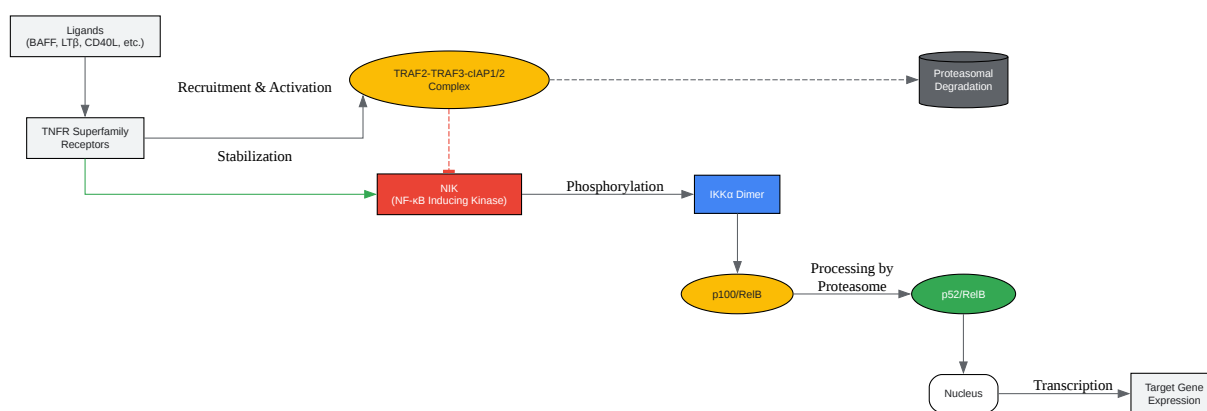 Ligands
(BAFF, LTβ, CD40L, etc.)
Recruitment & Activation
TRAF2-TRAF3-cIAP1/2
Complex
Proteasomal
Degradation
TNFR Superfamily
Receptors
Stabilization
NIK
(NF-κB Inducing Kinase)
Phosphorylation
IKKα Dimer
p100/RelB
Processing by
Proteasome
p52/RelB
Nucleus
Transcription
Target Gene
Expression